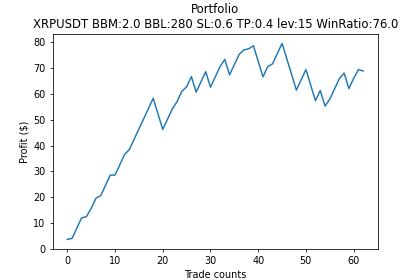 Portfolio
XRPUSDT BBM:2.0 BBL:280 SL:0.6 TP:0.4 lev:15 WinRatio:76.0
80
70
60
50
40
30
20
10
0
Profit ($)
0 10 20 30 40 50 60
Trade counts